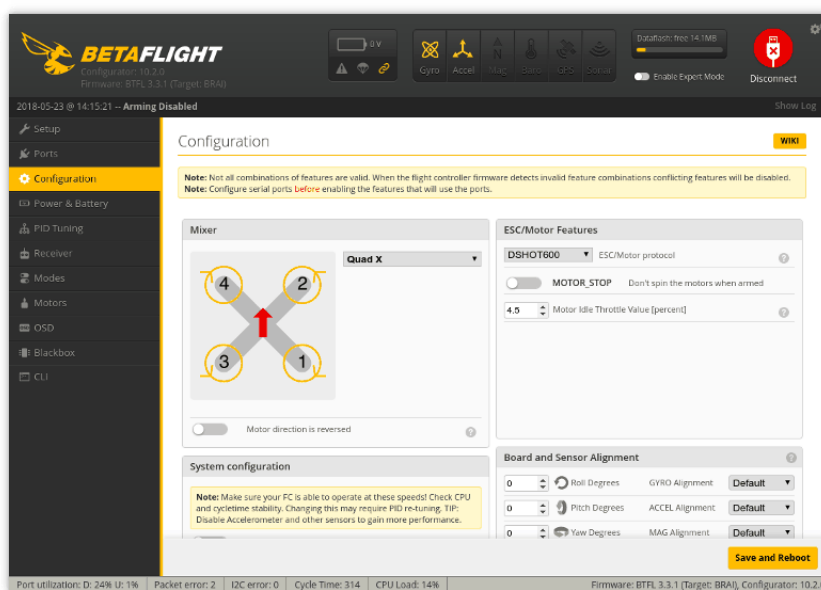 BETAFLIGHT
Configurator: 10.2.0
Firmware: BTFL 3.3.1 (Target: BRAI)
0 V
Gyro
Accel
Mag
Baro
GPS
Sonar
Dataflash: free 14.1MB
Enable Expert Mode
Disconnect
2018-05-23 @ 14:15:21 -- Arming Disabled
Show Log
Setup
Ports
Configuration
Power & Battery
PID Tuning
Receiver
Modes
Motors
OSD
Blackbox
CLI
Configuration
WIKI
Note: Not all combinations of features are valid. When the flight controller firmware detects invalid feature combinations conflicting features will be disabled.
Note: Configure serial ports before enabling the features that will use the ports.
Mixer
Quad X
4
2
3
1
Motor direction is reversed
System configuration
Note: Make sure your FC is able to operate at these speeds! Check CPU
and cycletime stability. Changing this may require PID re-tuning. TIP:
Disable Accelerometer and other sensors to gain more performance.
ESC/Motor Features
DSHOT600 ESC/Motor protocol
MOTOR_STOP Don't spin the motors when armed
4.5 Motor Idle Throttle Value [percent]
Board and Sensor Alignment
0 Roll Degrees GYRO Alignment Default
0 Pitch Degrees ACCEL Alignment Default
0 Yaw Degrees MAG Alignment Default
Save and Reboot
Port utilization: D: 24% U: 1% Packet error: 2 I2C error: 0 Cycle Time: 314 CPU Load: 14% Firmware: BTFL 3.3.1 (Target: BRAI), Configurator: 10.2.0